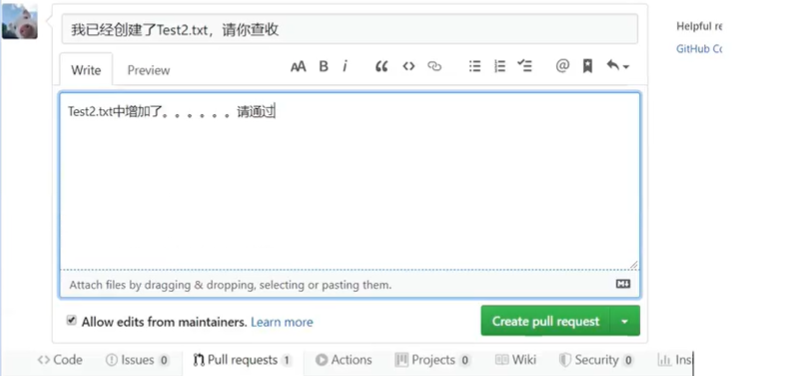 我已经创建了Test2.txt，请你查收
Helpful re
GitHub Co
Write Preview AA B i
Test2.txt中增加了。。。。。。请通过
Attach files by dragging & dropping, selecting or pasting them.
Allow edits from maintainers. Learn more
Create pull request
Code Issues 0 Pull requests 1 Actions Projects 0 Wiki Security 0 Ins